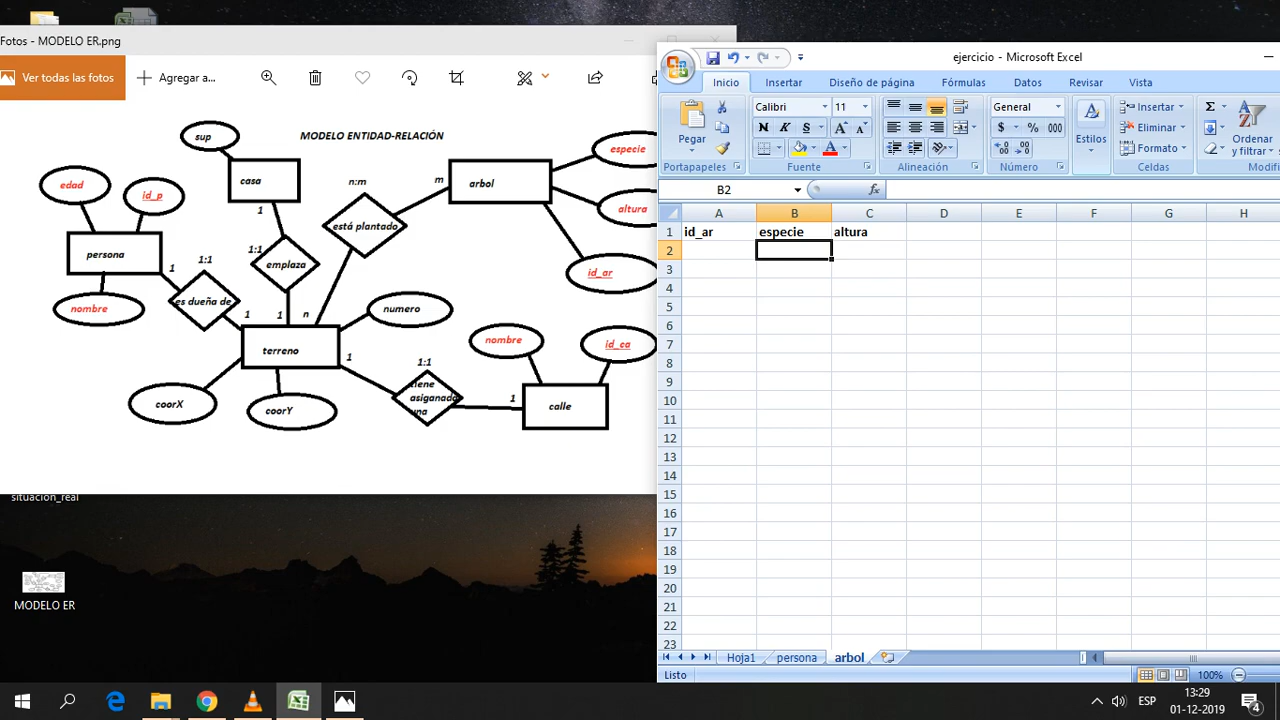 Fotos - MODELO ER.png
Ver todas las fotos
Agregar a...
MODELO ENTIDAD-RELACIÓN
sup
casa
edad
id_p
persona
nombre
1
1:1
es dueña de
1
1
1:1
emplaza
1
n:m
está plantado
m
n
arbol
especie
altura
id_ar
terreno
numero
coorX
coorY
1
1:1
tiene
asiganada
una
1
calle
nombre
id_ca
situacion_real
MODELO ER
ejercicio - Microsoft Excel
Inicio Insertar Diseño de página Fórmulas Datos Revisar Vista
Pegar
Portapapeles
Calibri 11
N K S
A A
A
Fuente
Alineación
General
$ % 000
Número
Estilos
Insertar
Eliminar
Formato
Celdas
Σ
Ordenar
y filtrar
B2 fx
A B C D E F G H
1 id_ar especie altura
2
3
4
5
6
7
8
9
10
11
12
13
14
15
16
17
18
19
20
21
22
23
Hoja1 persona arbol
Listo 100%
ESP
13:29
01-12-2019
4